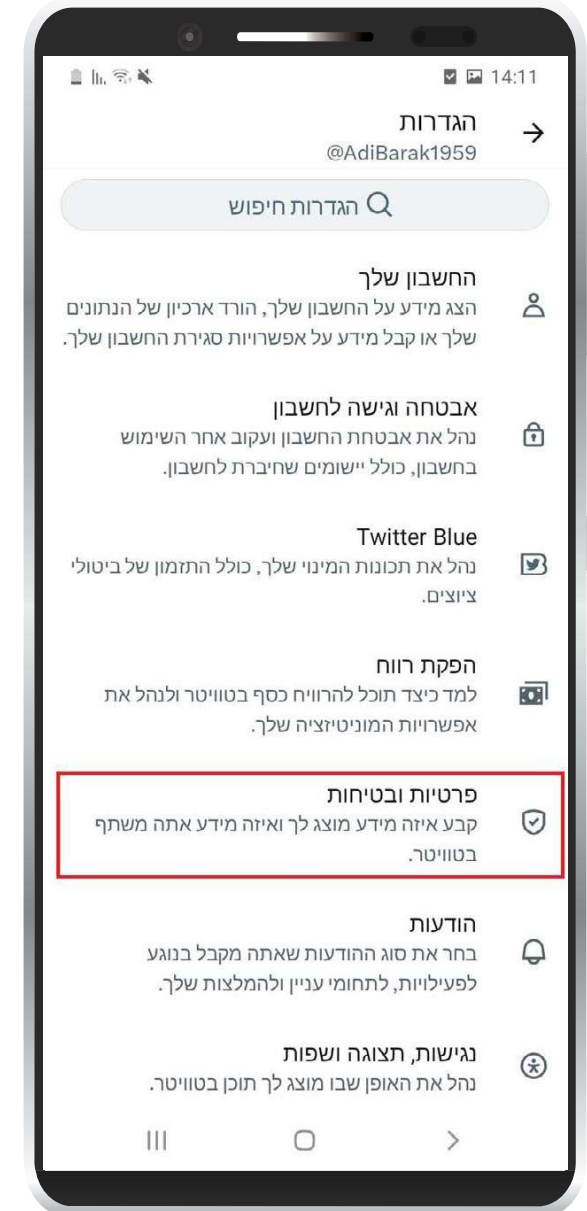 14:11
הגדרות
@AdiBarak1959
הגדרות חיפוש
החשבון שלך
הצג מידע על החשבון שלך, הורד ארכיון של הנתונים
שלך או קבל מידע על אפשרויות סגירת החשבון שלך.
אבטחה וגישה לחשבון
נהל את אבטחת החשבון ועקוב אחר השימוש
בחשבון, כולל יישומים שחיברת לחשבון.
Twitter Blue
נהל את תכונות המינוי שלך, כולל התזמון של ביטולי
ציוצים.
הפקת רווח
למד כיצד תוכל להרוויח כסף בטוויטר ולנהל את
אפשרויות המוניטיזציה שלך.
פרטיות ובטיחות
קבע איזה מידע מוצג לך ואיזה מידע אתה משתף
בטוויטר.
הודעות
בחר את סוג ההודעות שאתה מקבל בנוגע
לפעילויות, לתחומי עניין ולהמלצות שלך.
נגישות, תצוגה ושפות
נהל את האופן שבו מוצג לך תוכן בטוויטר.